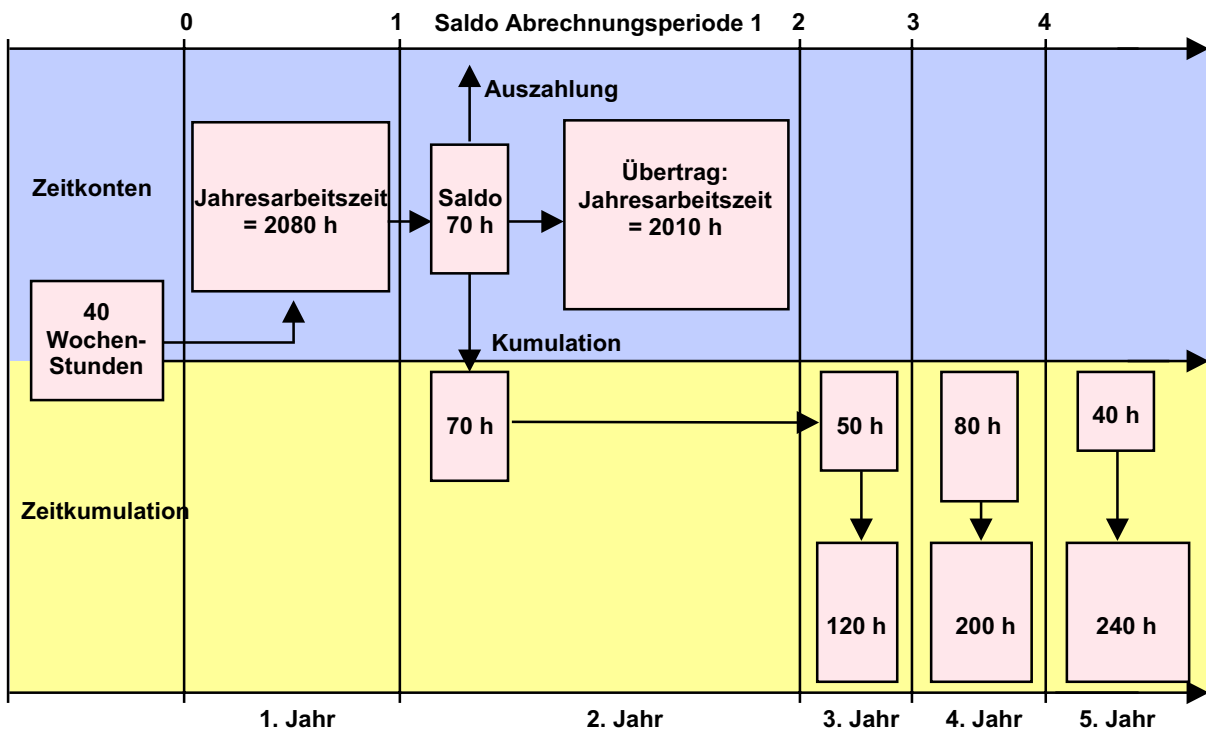 0
1
Saldo Abrechnungsperiode 1
2
3
4
Auszahlung
Zeitkonten
Jahresarbeitszeit
= 2080 h
Saldo
70 h
Übertrag:
Jahresarbeitszeit
= 2010 h
40
Wochen-
Stunden
Kumulation
70 h
50 h
80 h
40 h
Zeitkumulation
120 h
200 h
240 h
1. Jahr
2. Jahr
3. Jahr
4. Jahr
5. Jahr